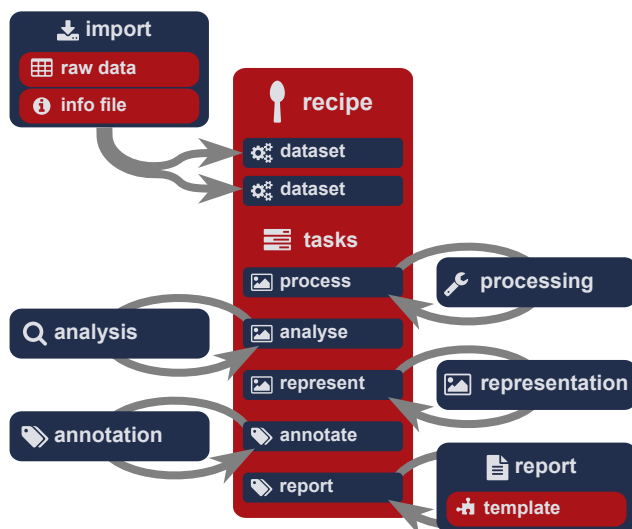 import
raw data
info file
recipe
dataset
dataset
tasks
process
processing
analysis
analyse
represent
representation
annotation
annotate
report
report
template